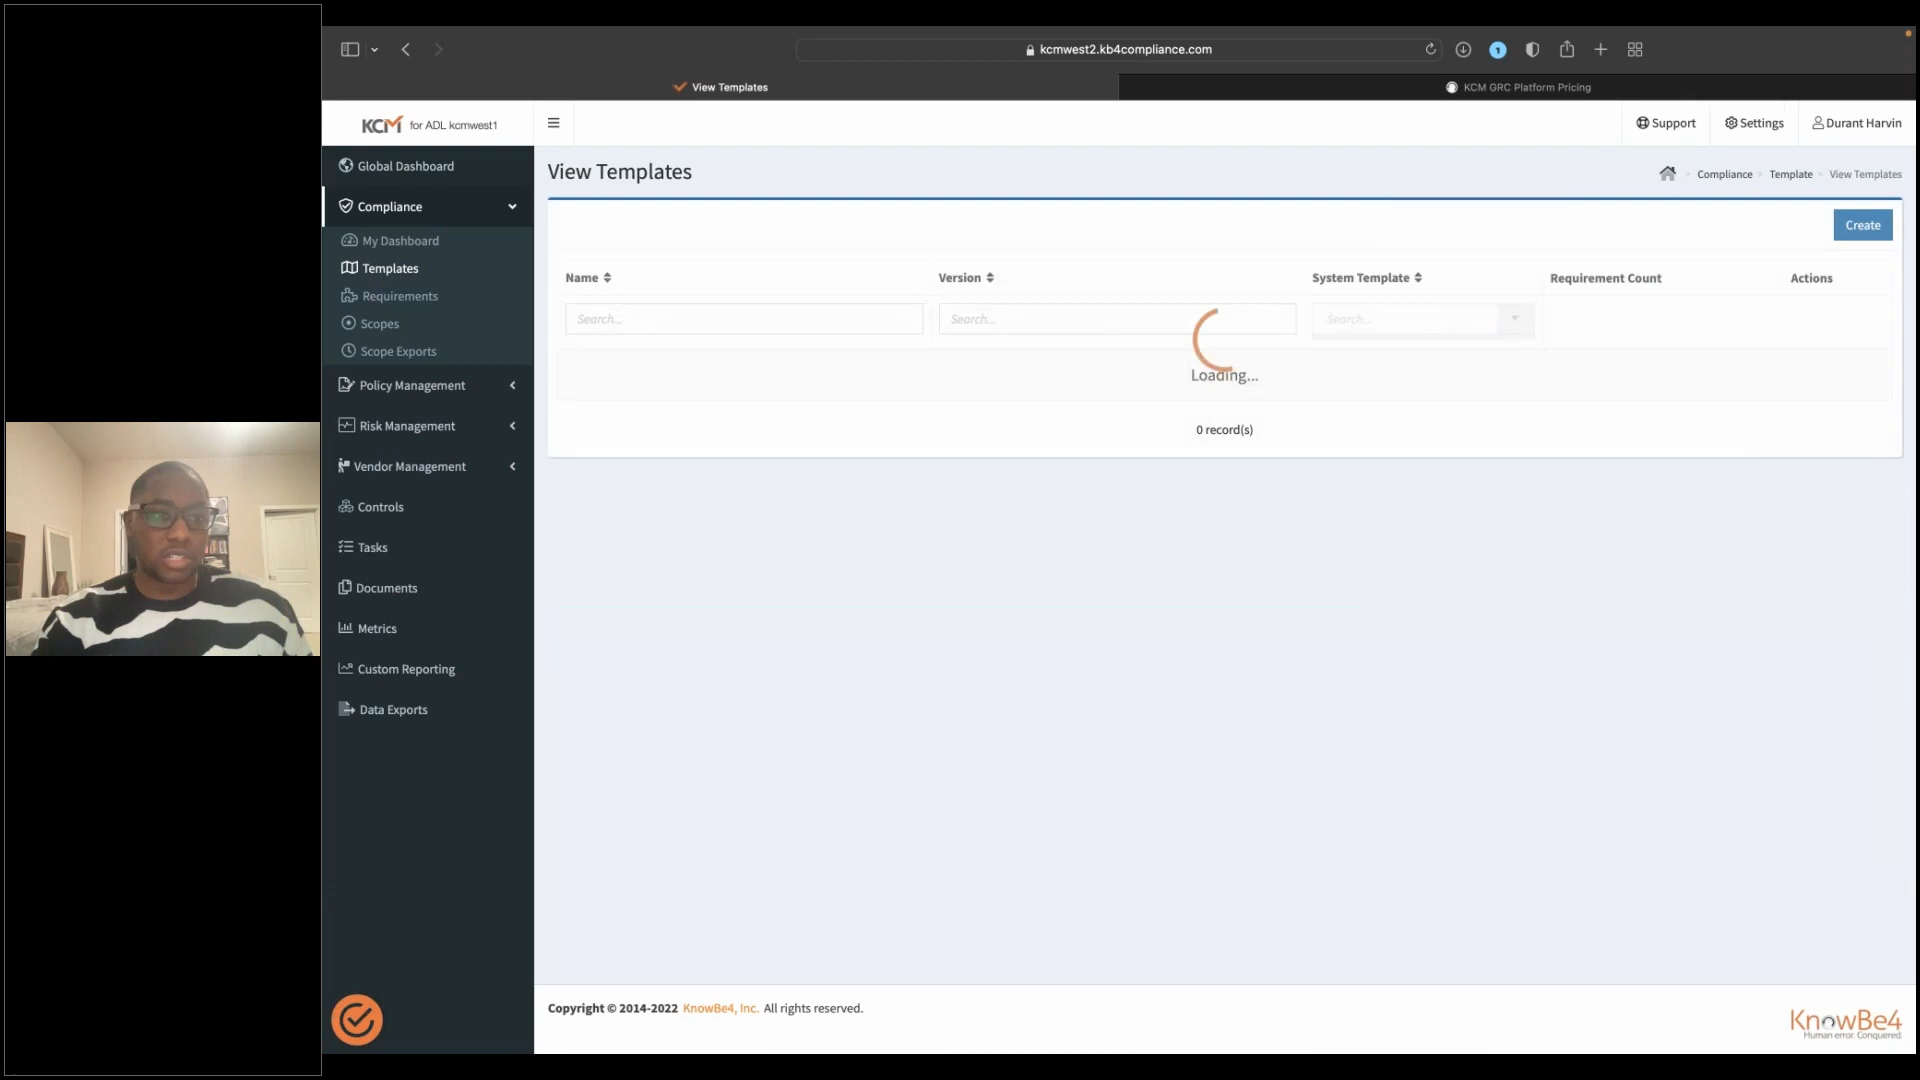 kcmwest2.kb4compliance.com
1
View Templates
KCM GRC Platform Pricing
KCM for ADL kcmwest1
Support
Settings
Durant Harvin
Global Dashboard
Compliance
My Dashboard
Templates
Requirements
Scopes
Scope Exports
Policy Management
Risk Management
Vendor Management
Controls
Tasks
Documents
Metrics
Custom Reporting
Data Exports
View Templates
Compliance
Template
View Templates
Create
Name
Version
System Template
Requirement Count
Actions
Search...
Search...
Search...
Loading...
0 record(s)
Copyright © 2014-2022 KnowBe4, Inc. All rights reserved.
KnowBe4
Human error. Conquered.